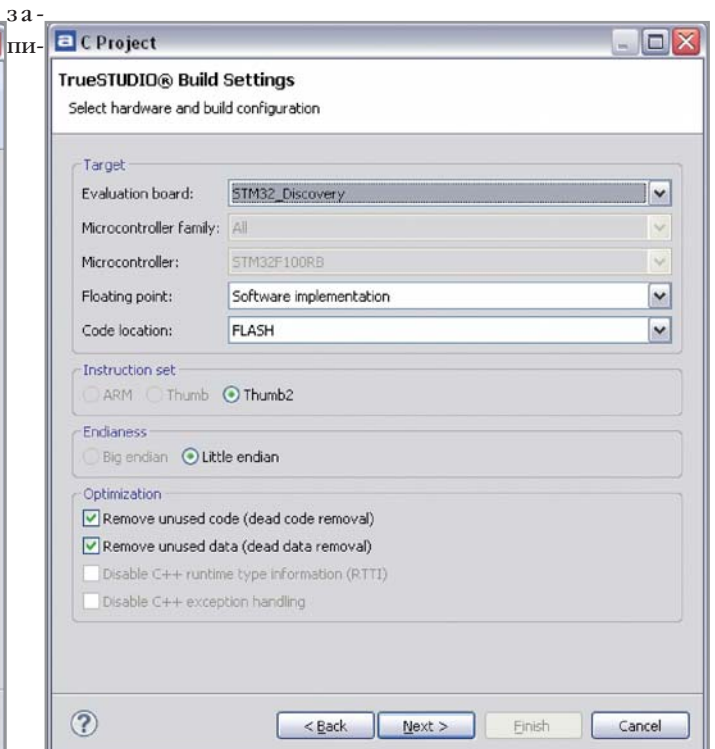 за-
пи-
C Project
TrueSTUDIO® Build Settings
Select hardware and build configuration
Target
Evaluation board: STM32_Discovery
Microcontroller family: All
Microcontroller: STM32F100RB
Floating point: Software implementation
Code location: FLASH
Instruction set
ARM Thumb Thumb2
Endianess
Big endian Little endian
Optimization
Remove unused code (dead code removal)
Remove unused data (dead data removal)
Disable C++ runtime type information (RTTI)
Disable C++ exception handling
? < Back Next > Finish Cancel